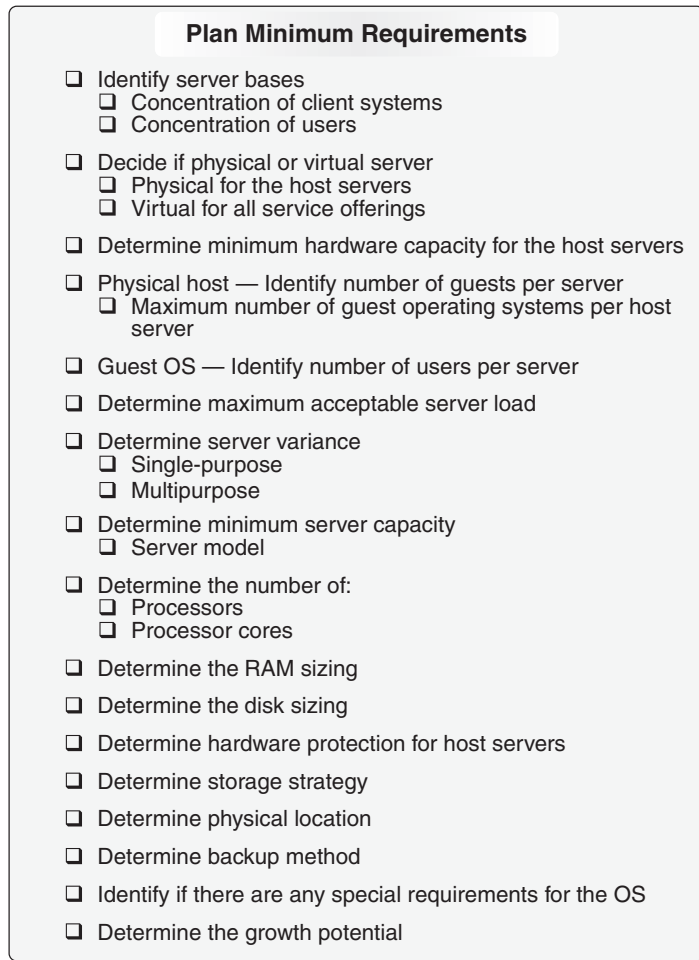 Plan Minimum Requirements
❑ Identify server bases
❑ Concentration of client systems
❑ Concentration of users
❑ Decide if physical or virtual server
❑ Physical for the host servers
❑ Virtual for all service offerings
❑ Determine minimum hardware capacity for the host servers
❑ Physical host — Identify number of guests per server
❑ Maximum number of guest operating systems per host
server
❑ Guest OS — Identify number of users per server
❑ Determine maximum acceptable server load
❑ Determine server variance
❑ Single-purpose
❑ Multipurpose
❑ Determine minimum server capacity
❑ Server model
❑ Determine the number of:
❑ Processors
❑ Processor cores
❑ Determine the RAM sizing
❑ Determine the disk sizing
❑ Determine hardware protection for host servers
❑ Determine storage strategy
❑ Determine physical location
❑ Determine backup method
❑ Identify if there are any special requirements for the OS
❑ Determine the growth potential